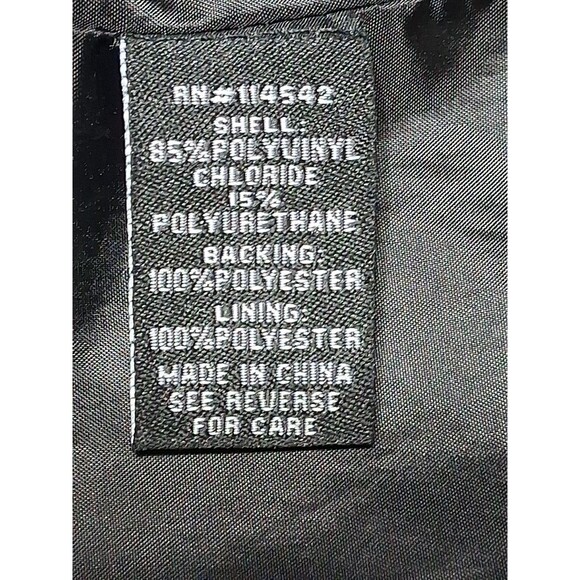 RN#114542
SHELL:
85%POLYVINYL
CHLORIDE
15%
POLYURETHANE
BACKING:
100%POLYESTER
LINING:
100%POLYESTER
MADE IN CHINA
SEE REVERSE
FOR CARE